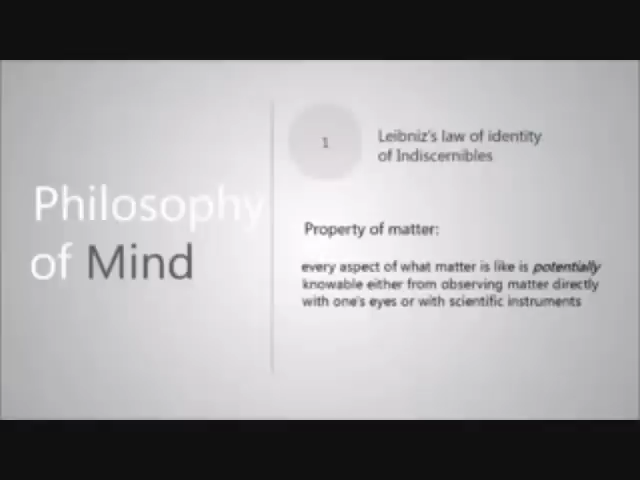 Philosophy
of Mind
1
Leibniz's law of identity
of Indiscernibles
Property of matter:
every aspect of what matter is like is potentially
knowable either from observing matter directly
with one's eyes or with scientific instruments